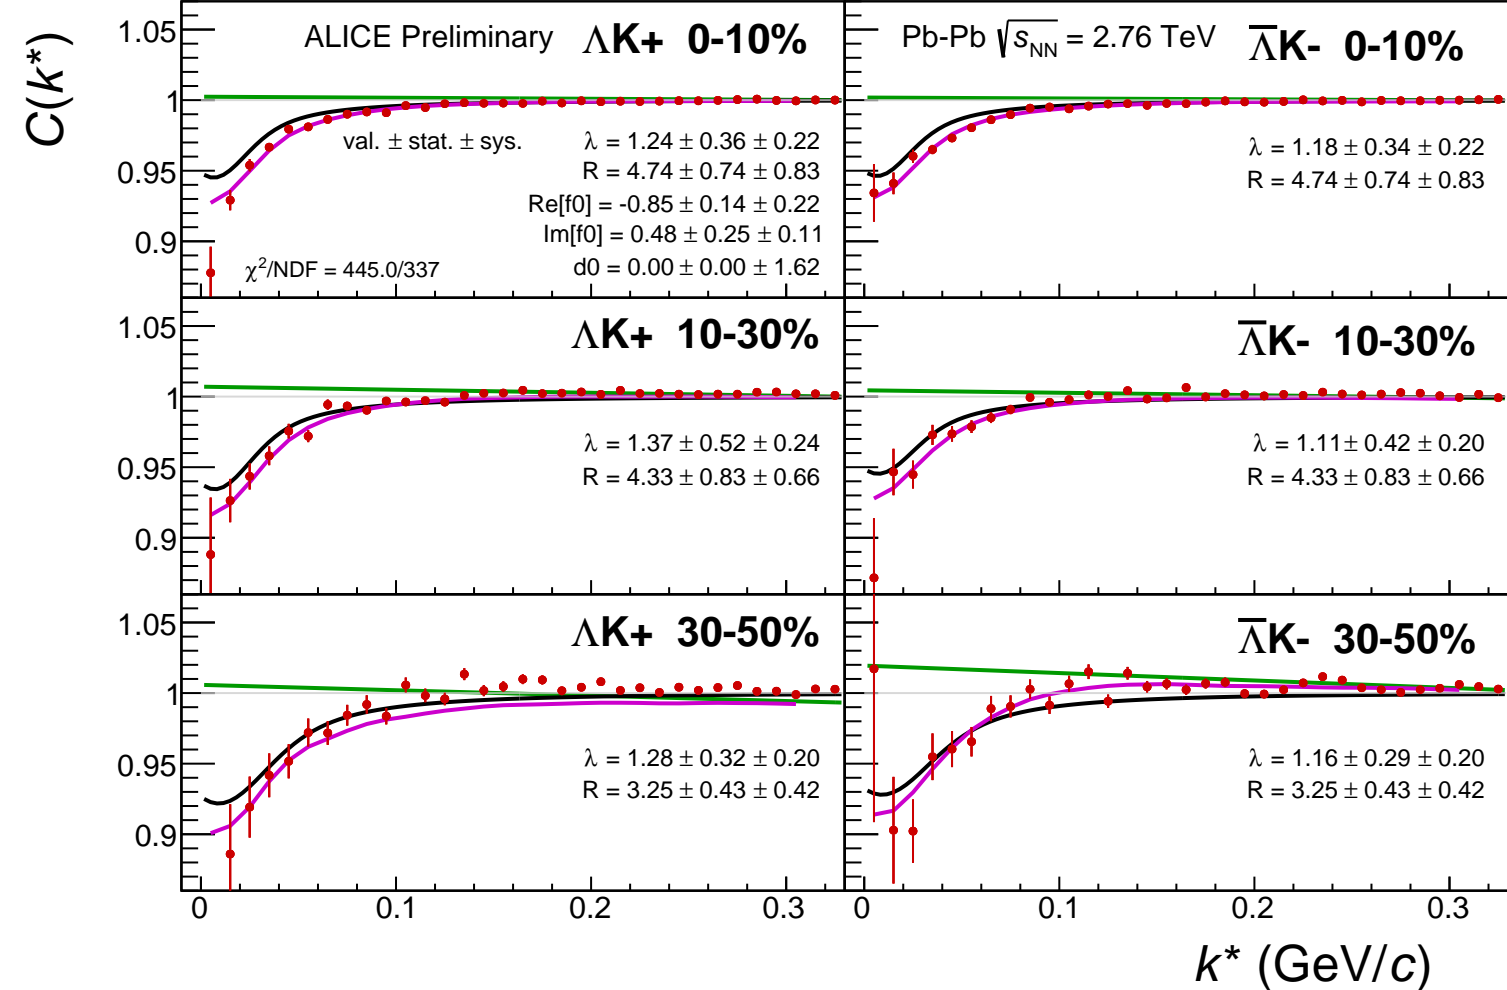 C(k*)
ALICE Preliminary ΛK+ 0-10%
val. ± stat. ± sys.
λ = 1.24 ± 0.36 ± 0.22
R = 4.74 ± 0.74 ± 0.83
Re[f0] = -0.85 ± 0.14 ± 0.22
Im[f0] = 0.48 ± 0.25 ± 0.11
d0 = 0.00 ± 0.00 ± 1.62
χ²/NDF = 445.0/337
1.05
1
0.95
0.9
Pb-Pb √s_NN = 2.76 TeV Λ̅K- 0-10%
λ = 1.18 ± 0.34 ± 0.22
R = 4.74 ± 0.74 ± 0.83
ΛK+ 10-30%
λ = 1.37 ± 0.52 ± 0.24
R = 4.33 ± 0.83 ± 0.66
1.05
1
0.95
0.9
Λ̅K- 10-30%
λ = 1.11 ± 0.42 ± 0.20
R = 4.33 ± 0.83 ± 0.66
ΛK+ 30-50%
λ = 1.28 ± 0.32 ± 0.20
R = 3.25 ± 0.43 ± 0.42
1.05
1
0.95
0.9
Λ̅K- 30-50%
λ = 1.16 ± 0.29 ± 0.20
R = 3.25 ± 0.43 ± 0.42
0 0.1 0.2 0.3
0 0.1 0.2 0.3
k* (GeV/c)